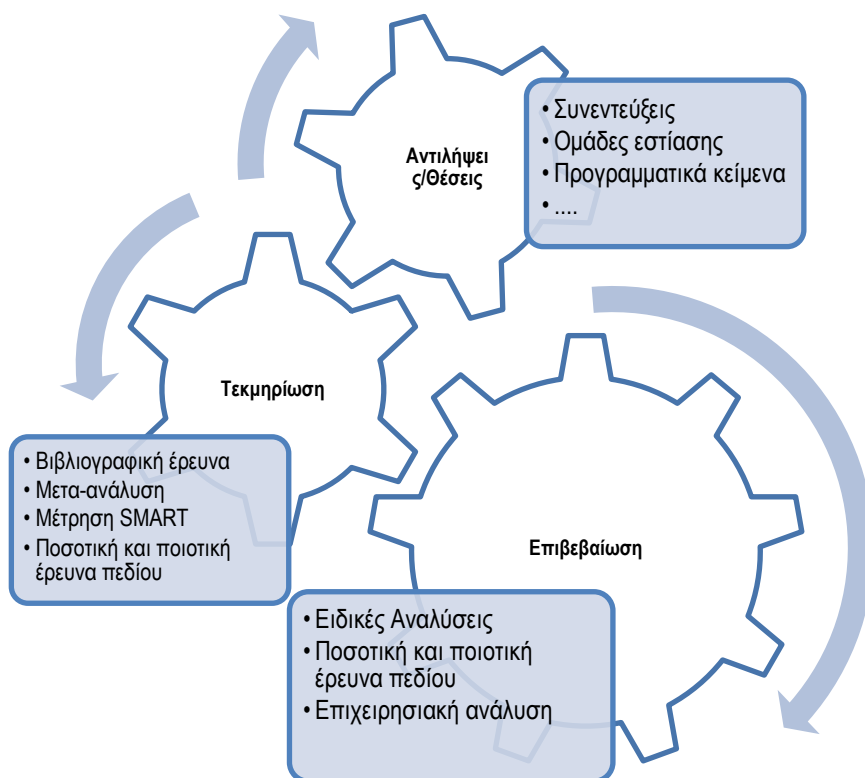 Αντιλήψει
ς/Θέσεις
• Συνεντεύξεις
• Ομάδες εστίασης
• Προγραμματικά κείμενα
• ....
Τεκμηρίωση
• Βιβλιογραφική έρευνα
• Μετα-ανάλυση
• Μέτρηση SMART
• Ποσοτική και ποιοτική
έρευνα πεδίου
Επιβεβαίωση
• Ειδικές Αναλύσεις
• Ποσοτική και ποιοτική
έρευνα πεδίου
• Επιχειρησιακή ανάλυση